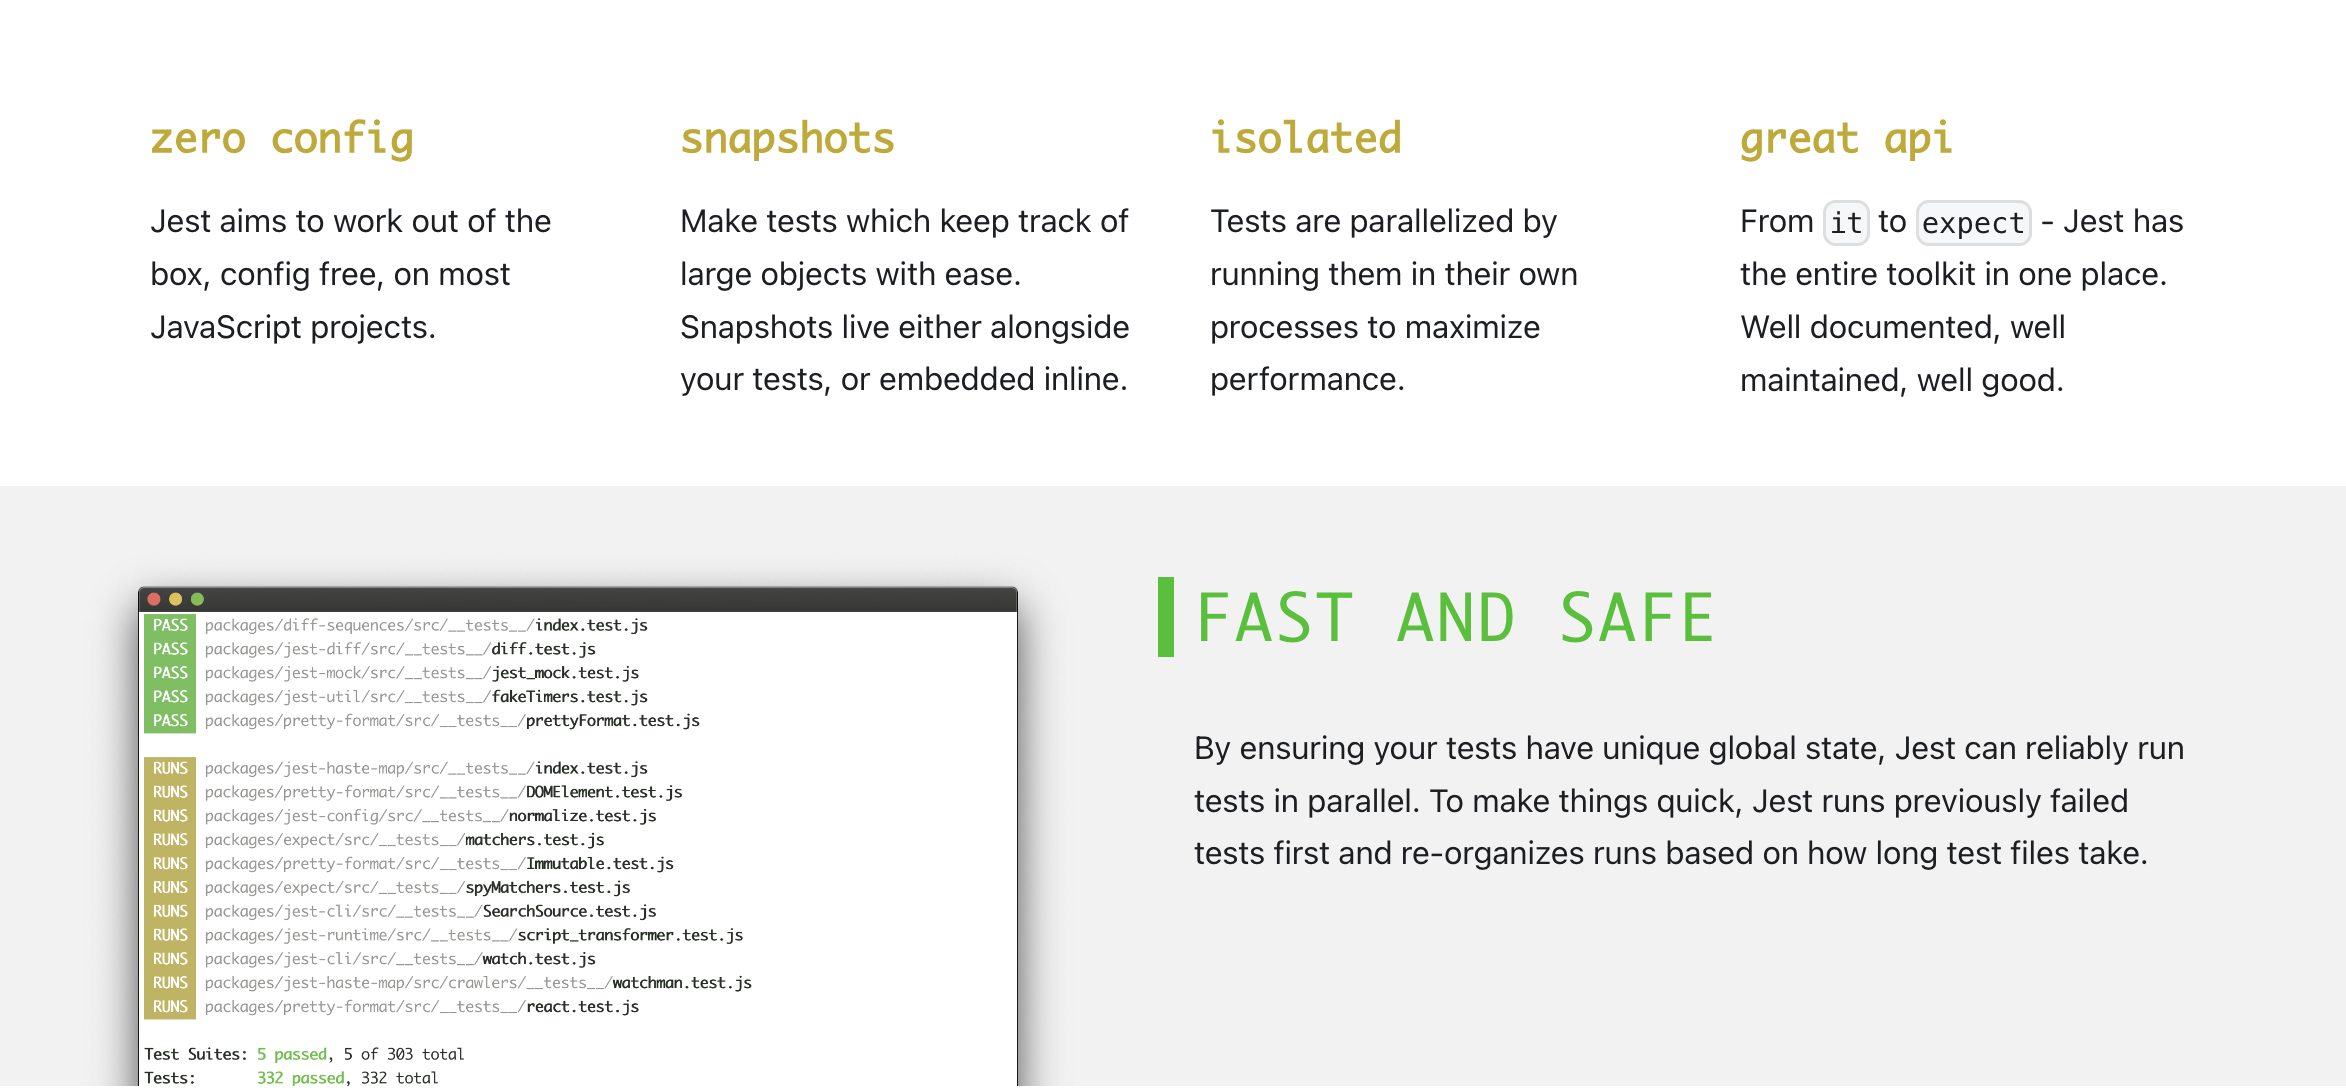 zero config
Jest aims to work out of the
box, config free, on most
JavaScript projects.
snapshots
Make tests which keep track of
large objects with ease.
Snapshots live either alongside
your tests, or embedded inline.
isolated
Tests are parallelized by
running them in their own
processes to maximize
performance.
great api
From it to expect - Jest has
the entire toolkit in one place.
Well documented, well
maintained, well good.
PASS packages/diff-sequences/src/__tests__/index.test.js
PASS packages/jest-diff/src/__tests__/diff.test.js
PASS packages/jest-mock/src/__tests__/jest_mock.test.js
PASS packages/jest-util/src/__tests__/fakeTimers.test.js
PASS packages/pretty-format/src/__tests__/prettyFormat.test.js
RUNS packages/jest-haste-map/src/__tests__/index.test.js
RUNS packages/pretty-format/src/__tests__/DOMElement.test.js
RUNS packages/jest-config/src/__tests__/normalize.test.js
RUNS packages/expect/src/__tests__/matchers.test.js
RUNS packages/pretty-format/src/__tests__/Immutable.test.js
RUNS packages/expect/src/__tests__/spyMatchers.test.js
RUNS packages/jest-cli/src/__tests__/SearchSource.test.js
RUNS packages/jest-runtime/src/__tests__/script_transformer.test.js
RUNS packages/jest-cli/src/__tests__/watch.test.js
RUNS packages/jest-haste-map/src/crawlers/__tests__/watchman.test.js
RUNS packages/pretty-format/src/__tests__/react.test.js
Test Suites: 5 passed, 5 of 303 total
Tests: 332 passed, 332 total
FAST AND SAFE
By ensuring your tests have unique global state, Jest can reliably run
tests in parallel. To make things quick, Jest runs previously failed
tests first and re-organizes runs based on how long test files take.